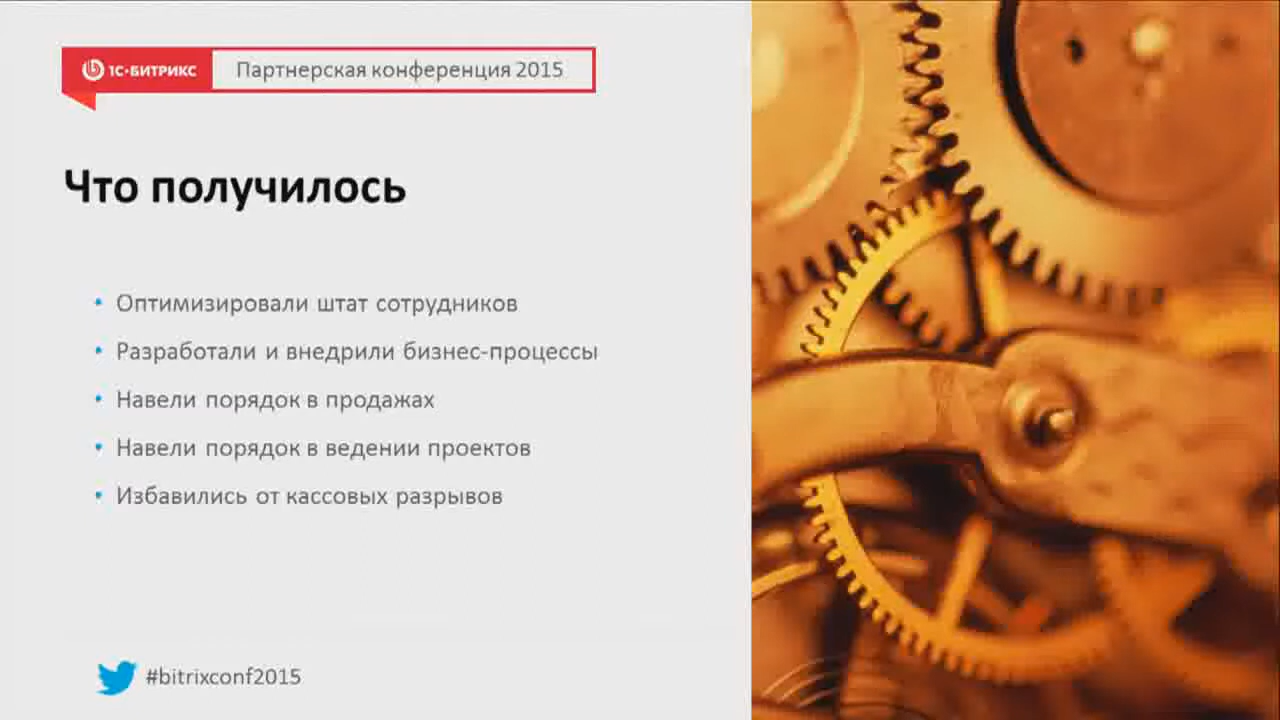 1С-БИТРИКС Партнерская конференция 2015
Что получилось
• Оптимизировали штат сотрудников
• Разработали и внедрили бизнес-процессы
• Навели порядок в продажах
• Навели порядок в ведении проектов
• Избавились от кассовых разрывов
#bitrixconf2015